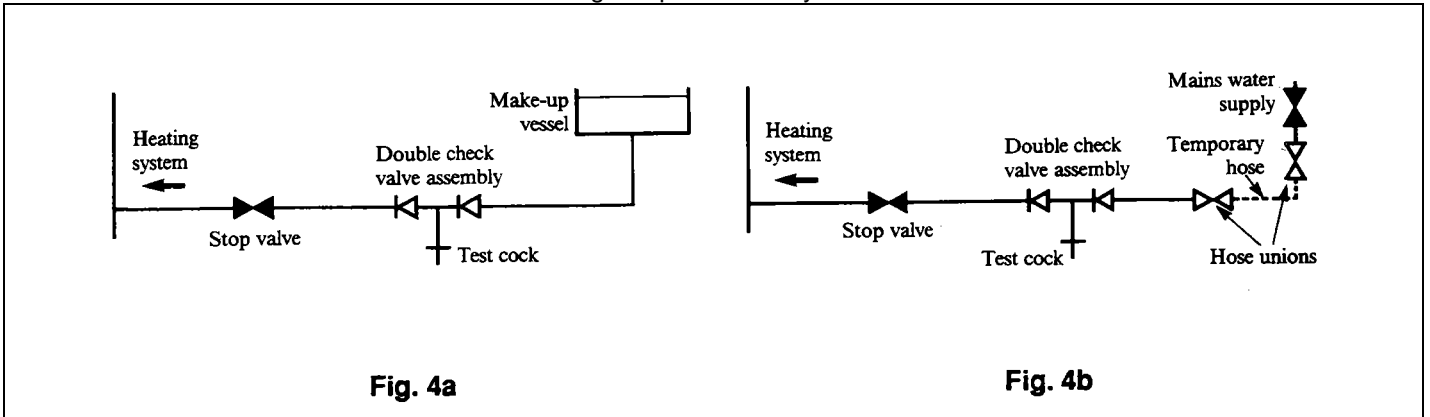 Make-up
vessel
Heating
system
Double check
valve assembly
Stop valve
Test cock
Fig. 4a
Mains water
supply
Heating
system
Double check
valve assembly
Temporary
hose
Stop valve
Test cock
Hose unions
Fig. 4b